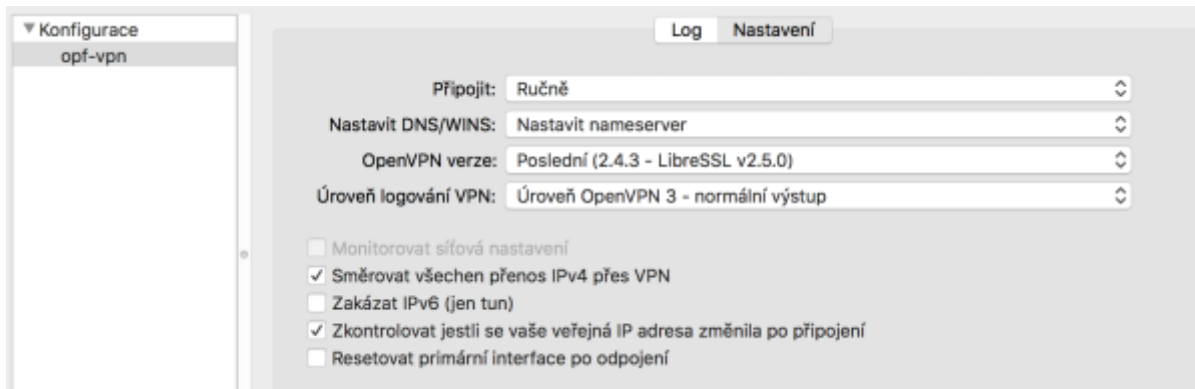 Konfigurace
opf-vpn
Log Nastavení
Připojit: Ručně
Nastavit DNS/WINS: Nastavit nameserver
OpenVPN verze: Poslední (2.4.3 - LibreSSL v2.5.0)
Úroveň logování VPN: Úroveň OpenVPN 3 - normální výstup
Monitorovat síťová nastavení
Směrovat všechen přenos IPv4 přes VPN
Zakázat IPv6 (jen tun)
Zkontrolovat jestli se vaše veřejná IP adresa změnila po připojení
Resetovat primární interface po odpojení